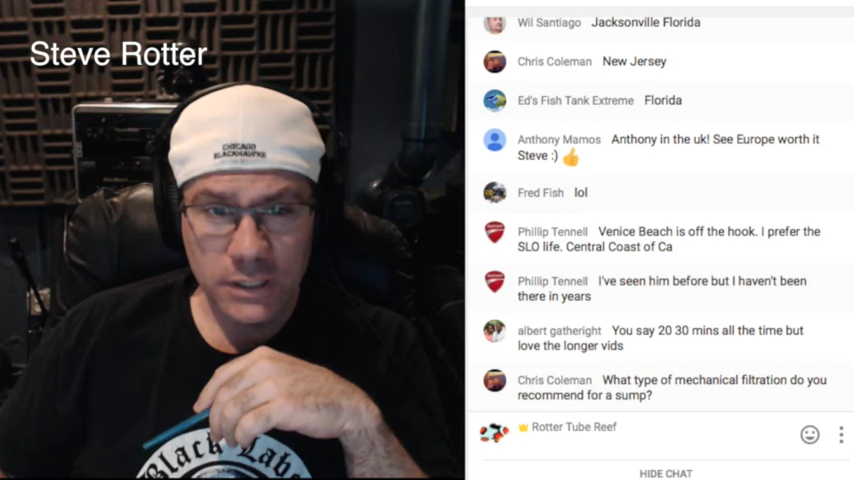 Steve Rotter
CHICAGO
BLACKHAWKS
Black Labe
Wil Santiago Jacksonville Florida
Chris Coleman New Jersey
Ed's Fish Tank Extreme Florida
Anthony Mamos Anthony in the uk! See Europe worth it
Steve :) 👍
Fred Fish lol
Phillip Tennell Venice Beach is off the hook. I prefer the
SLO life. Central Coast of Ca
Phillip Tennell I've seen him before but I haven't been
there in years
albert gatheright You say 20 30 mins all the time but
love the longer vids
Chris Coleman What type of mechanical filtration do you
recommend for a sump?
Rotter Tube Reef
HIDE CHAT